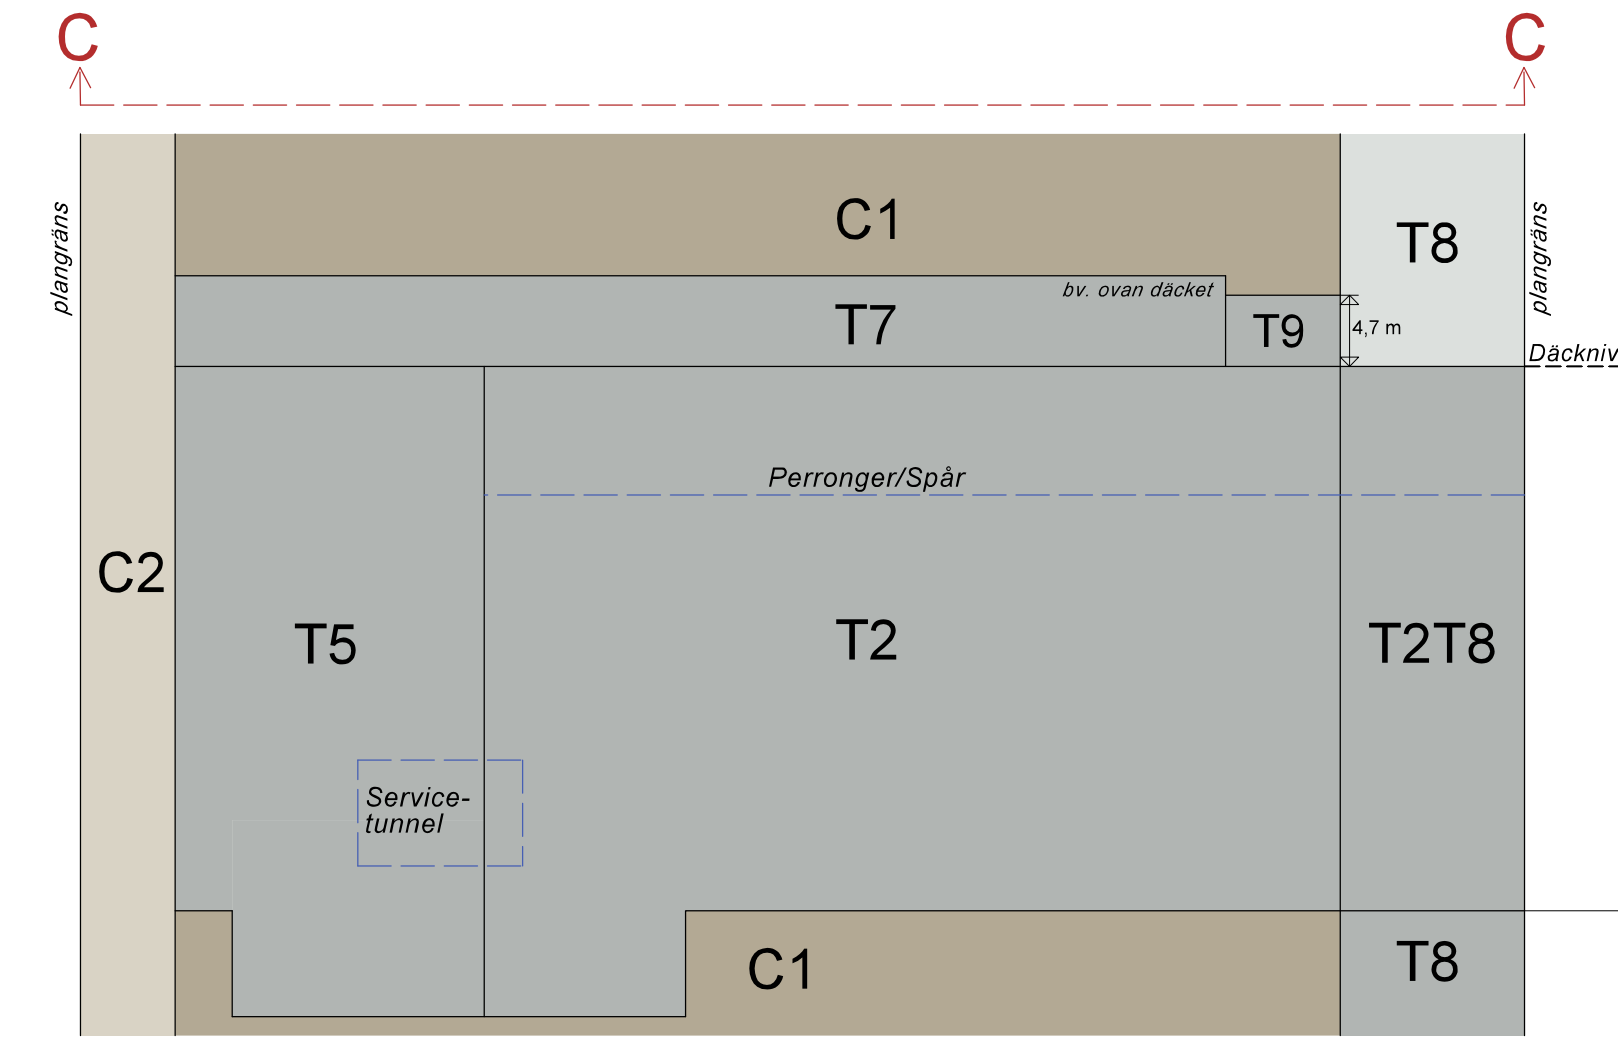 C
C
plangräns
C1
T8
plangräns
bv. ovan däcket
T7
T9
4,7 m
Däckniv
Perronger/Spår
C2
T5
T2
T2T8
Service-
tunnel
C1
T8